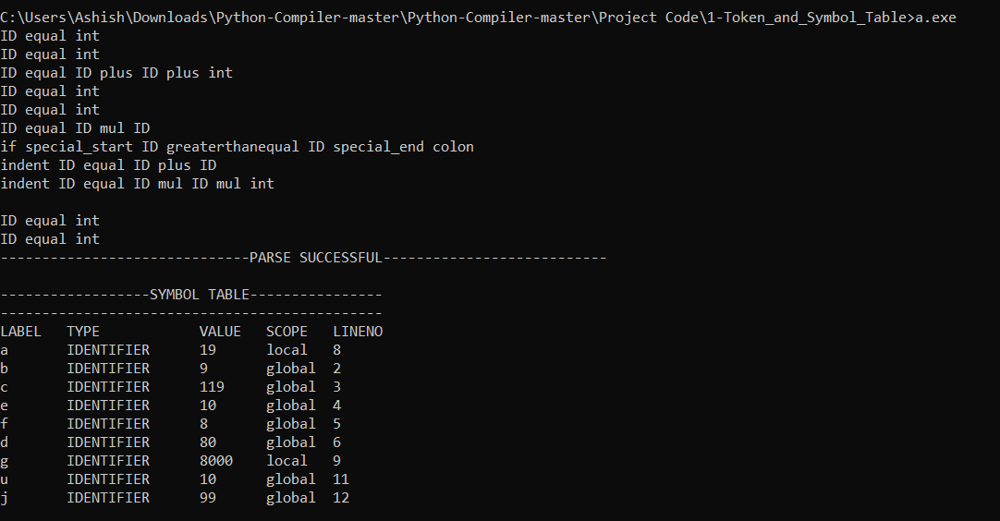 C:\Users\Ashish\Downloads\Python-Compiler-master\Python-Compiler-master\Project Code\1-Token_and_Symbol_Table>a.exe
ID equal int
ID equal int
ID equal ID plus ID plus int
ID equal int
ID equal int
ID equal ID mul ID
if special_start ID greaterthanequal ID special_end colon
indent ID equal ID plus ID
indent ID equal ID mul ID mul int
ID equal int
ID equal int
------------------------------PARSE SUCCESSFUL---------------------------
------------------SYMBOL TABLE----------------
----------------------------------------------
LABEL   TYPE            VALUE   SCOPE   LINENO
a       IDENTIFIER      19      local   8
b       IDENTIFIER      9       global  2
c       IDENTIFIER      119     global  3
e       IDENTIFIER      10      global  4
f       IDENTIFIER      8       global  5
d       IDENTIFIER      80      global  6
g       IDENTIFIER      8000    local   9
u       IDENTIFIER      10      global  11
j       IDENTIFIER      99      global  12